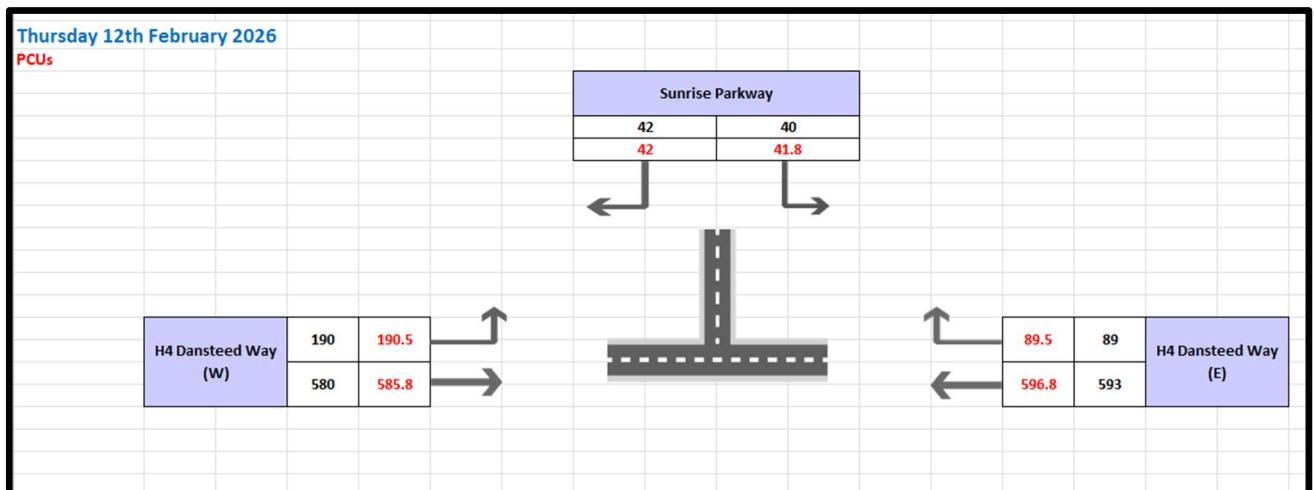 Thursday 12th February 2026
PCUs
Sunrise Parkway
42 40
42 41.8
H4 Dansteed Way
(W)
190 190.5
580 585.8
89.5 89
596.8 593
H4 Dansteed Way
(E)